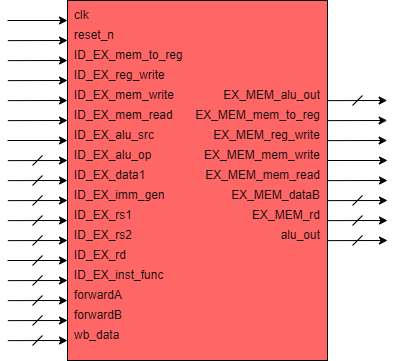 clk
reset_n
ID_EX_mem_to_reg
ID_EX_reg_write
ID_EX_mem_write
ID_EX_mem_read
ID_EX_alu_src
ID_EX_alu_op
ID_EX_data1
ID_EX_imm_gen
ID_EX_rs1
ID_EX_rs2
ID_EX_rd
ID_EX_inst_func
forwardA
forwardB
wb_data
EX_MEM_alu_out
EX_MEM_mem_to_reg
EX_MEM_reg_write
EX_MEM_mem_write
EX_MEM_mem_read
EX_MEM_dataB
EX_MEM_rd
alu_out